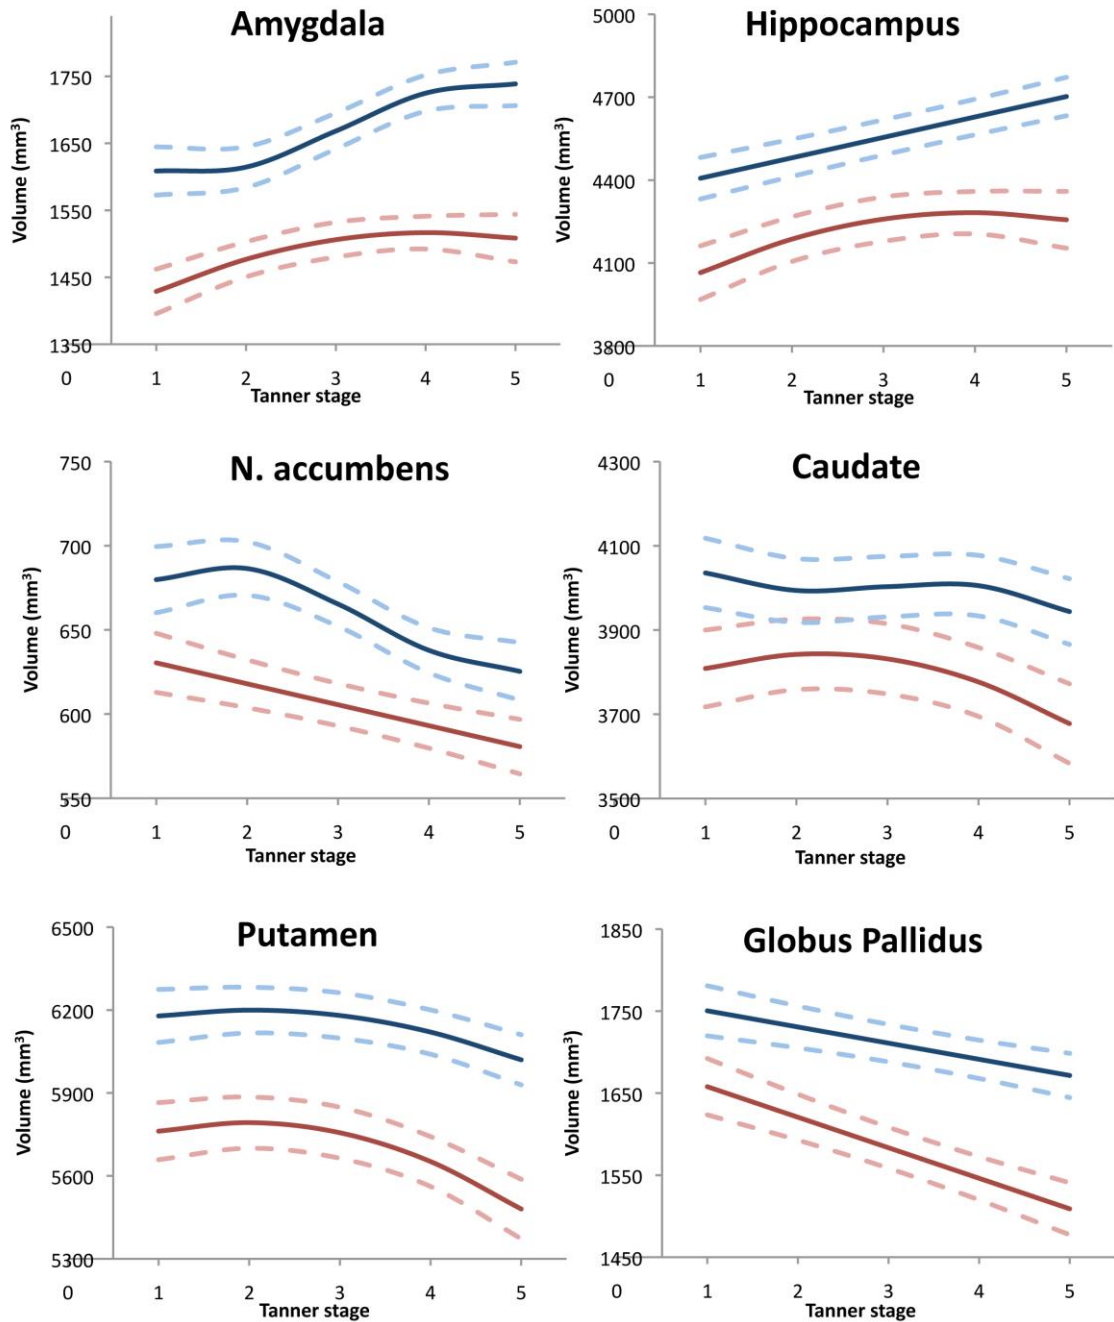 Amygdala
Volume (mm³)
1750
1650
1550
1450
1350
0 1 2 3 4 5
Tanner stage
Hippocampus
Volume (mm³)
5000
4700
4400
4100
3800
0 1 2 3 4 5
Tanner stage
N. accumbens
Volume (mm³)
750
700
650
600
550
0 1 2 3 4 5
Tanner stage
Caudate
Volume (mm³)
4300
4100
3900
3700
3500
0 1 2 3 4 5
Tanner stage
Putamen
Volume (mm³)
6500
6200
5900
5600
5300
0 1 2 3 4 5
Tanner stage
Globus Pallidus
Volume (mm³)
1850
1750
1650
1550
1450
0 1 2 3 4 5
Tanner stage